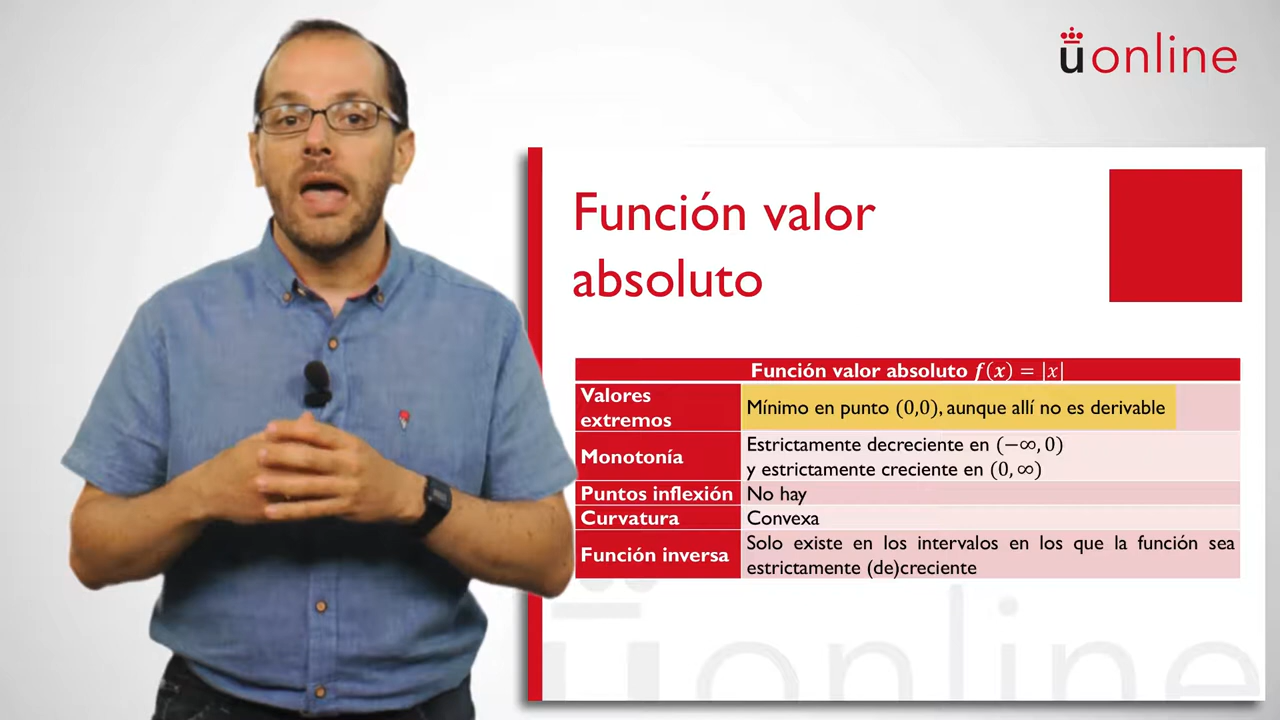 üonline
Función valor
absoluto
Función valor absoluto f(x) = |x|
Valores
extremos
Mínimo en punto (0,0), aunque allí no es derivable
Monotonía
Estrictamente decreciente en (−∞, 0)
y estrictamente creciente en (0, ∞)
Puntos inflexión
No hay
Curvatura
Convexa
Función inversa
Solo existe en los intervalos en los que la función sea
estrictamente (de)creciente
üonline